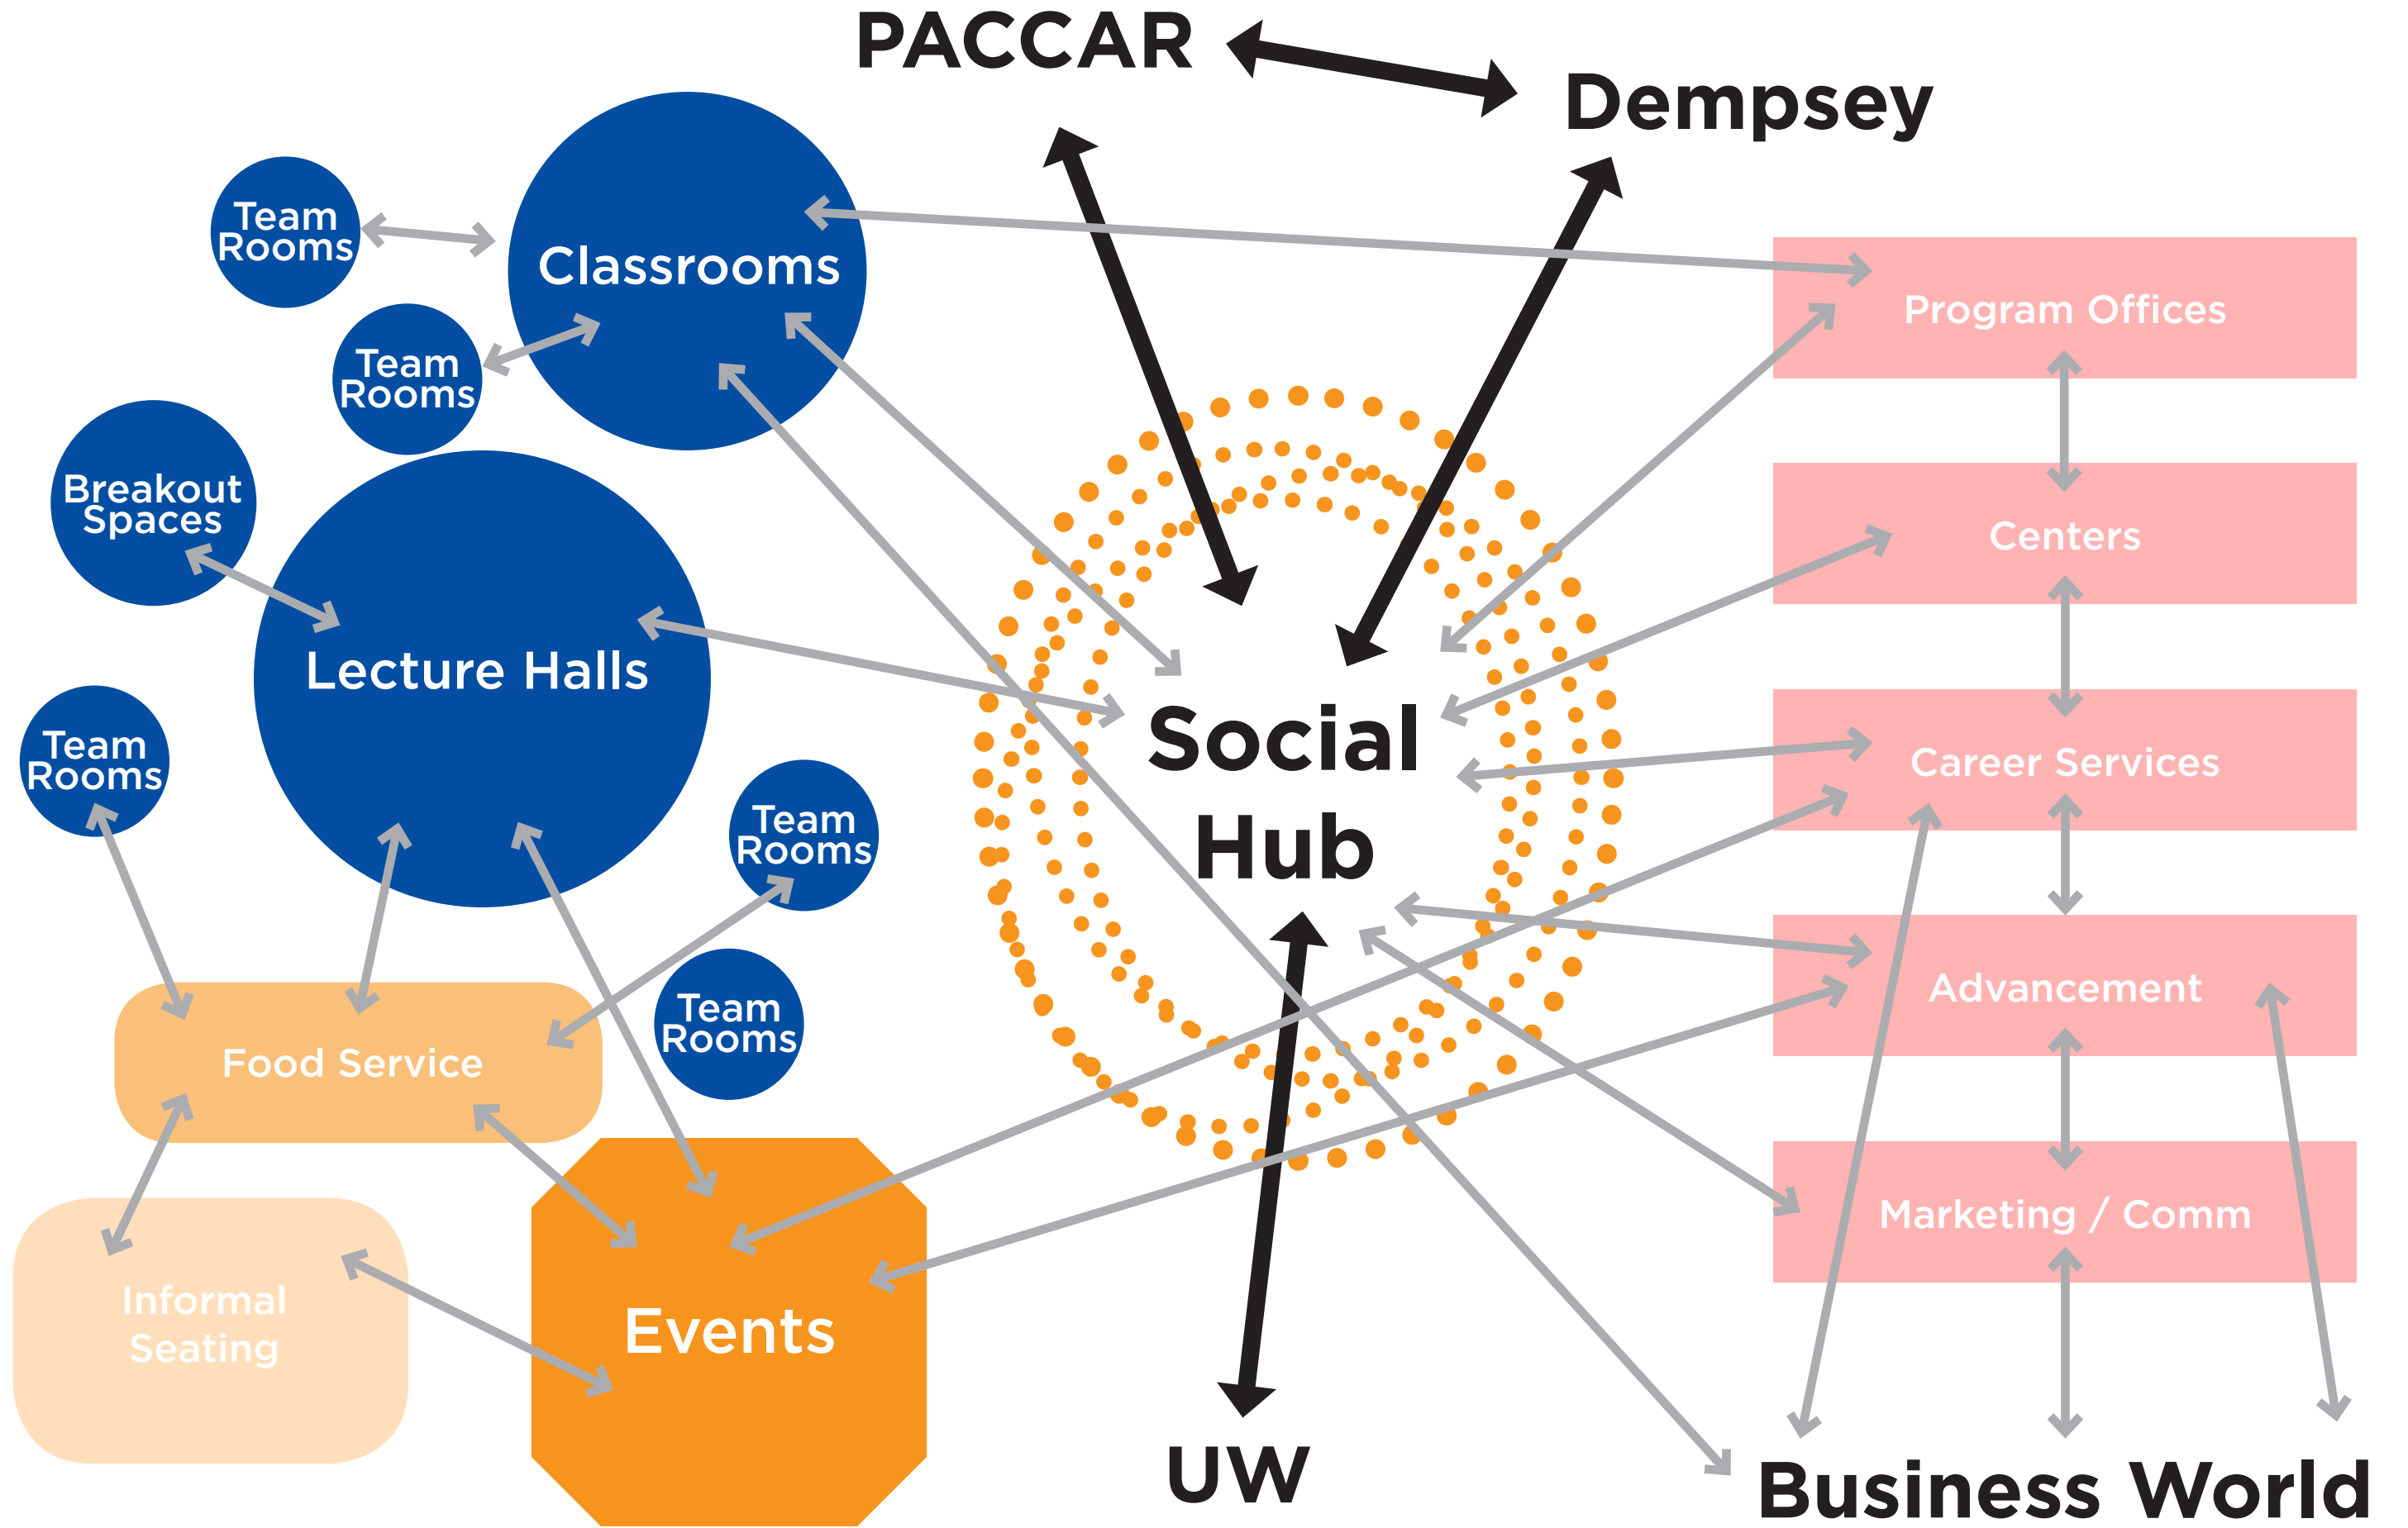 PACCAR
Dempsey
Team
Rooms
Classrooms
Program Offices
Team
Rooms
Breakout
Spaces
Centers
Lecture Halls
Social
Hub
Team
Rooms
Career Services
Team
Rooms
Advancement
Team
Rooms
Food Service
Marketing / Comm
Informal
Seating
Events
UW
Business World